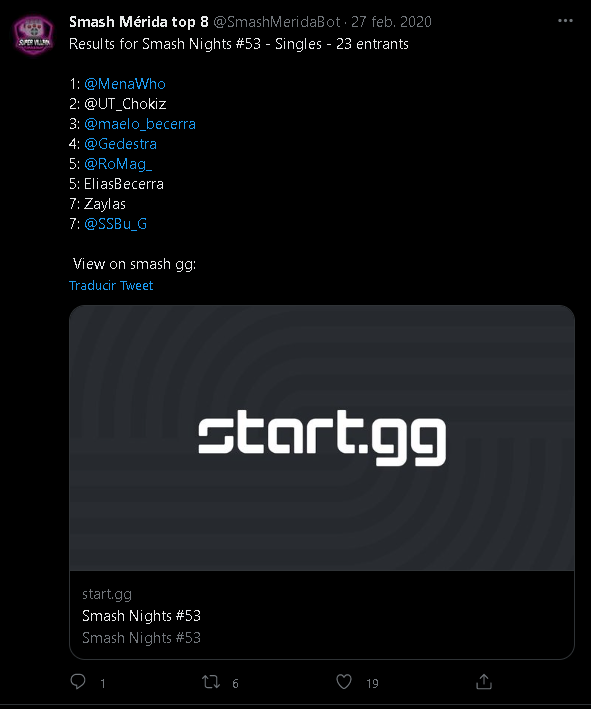 Smash Mérida top 8 @SmashMeridaBot · 27 feb. 2020
Results for Smash Nights #53 - Singles - 23 entrants
1: @MenaWho
2: @UT_Chokiz
3: @maelo_becerra
4: @Gedestra
5: @RoMag_
5: EliasBecerra
7: Zaylas
7: @SSBu_G
View on smash gg:
Traducir Tweet
start.gg
start.gg
Smash Nights #53
Smash Nights #53
1 6 19